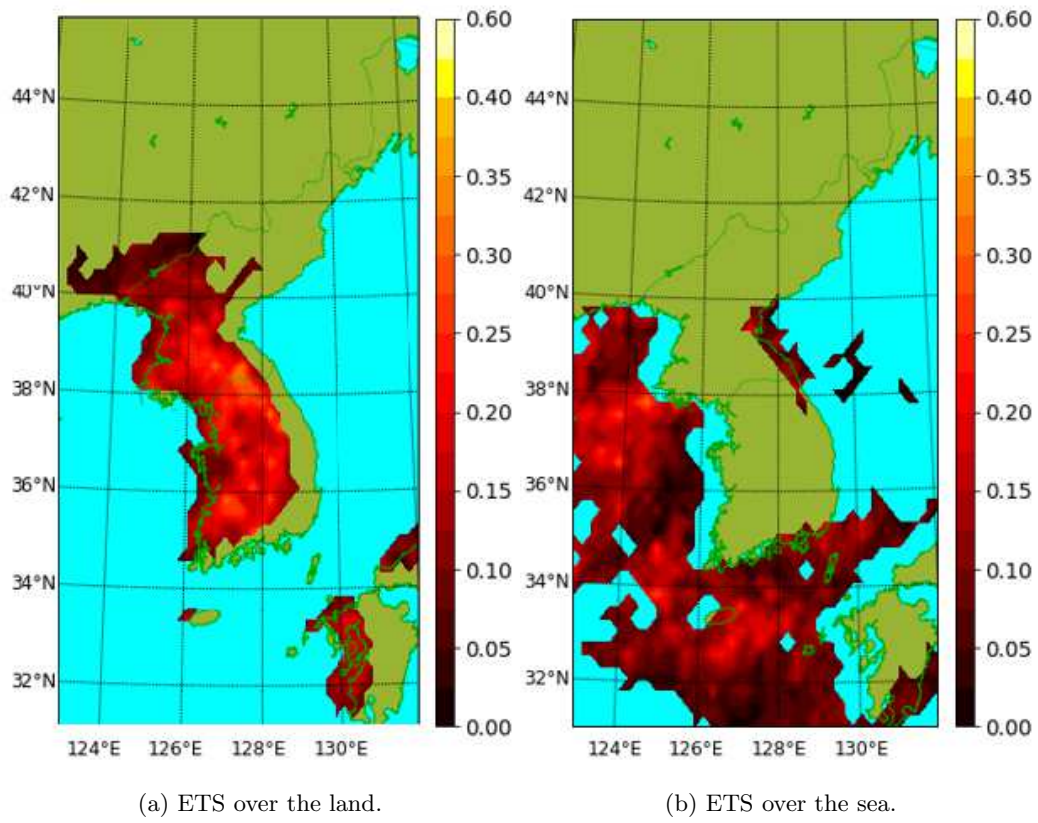 44°N
42°N
40°N
38°N
36°N
34°N
32°N
124°E 126°E 128°E 130°E
0.60
0.40
0.35
0.30
0.25
0.20
0.15
0.10
0.05
0.00
44°N
42°N
40°N
38°N
36°N
34°N
32°N
124°E 126°E 128°E 130°E
0.60
0.40
0.35
0.30
0.25
0.20
0.15
0.10
0.05
0.00
(a) ETS over the land.
(b) ETS over the sea.